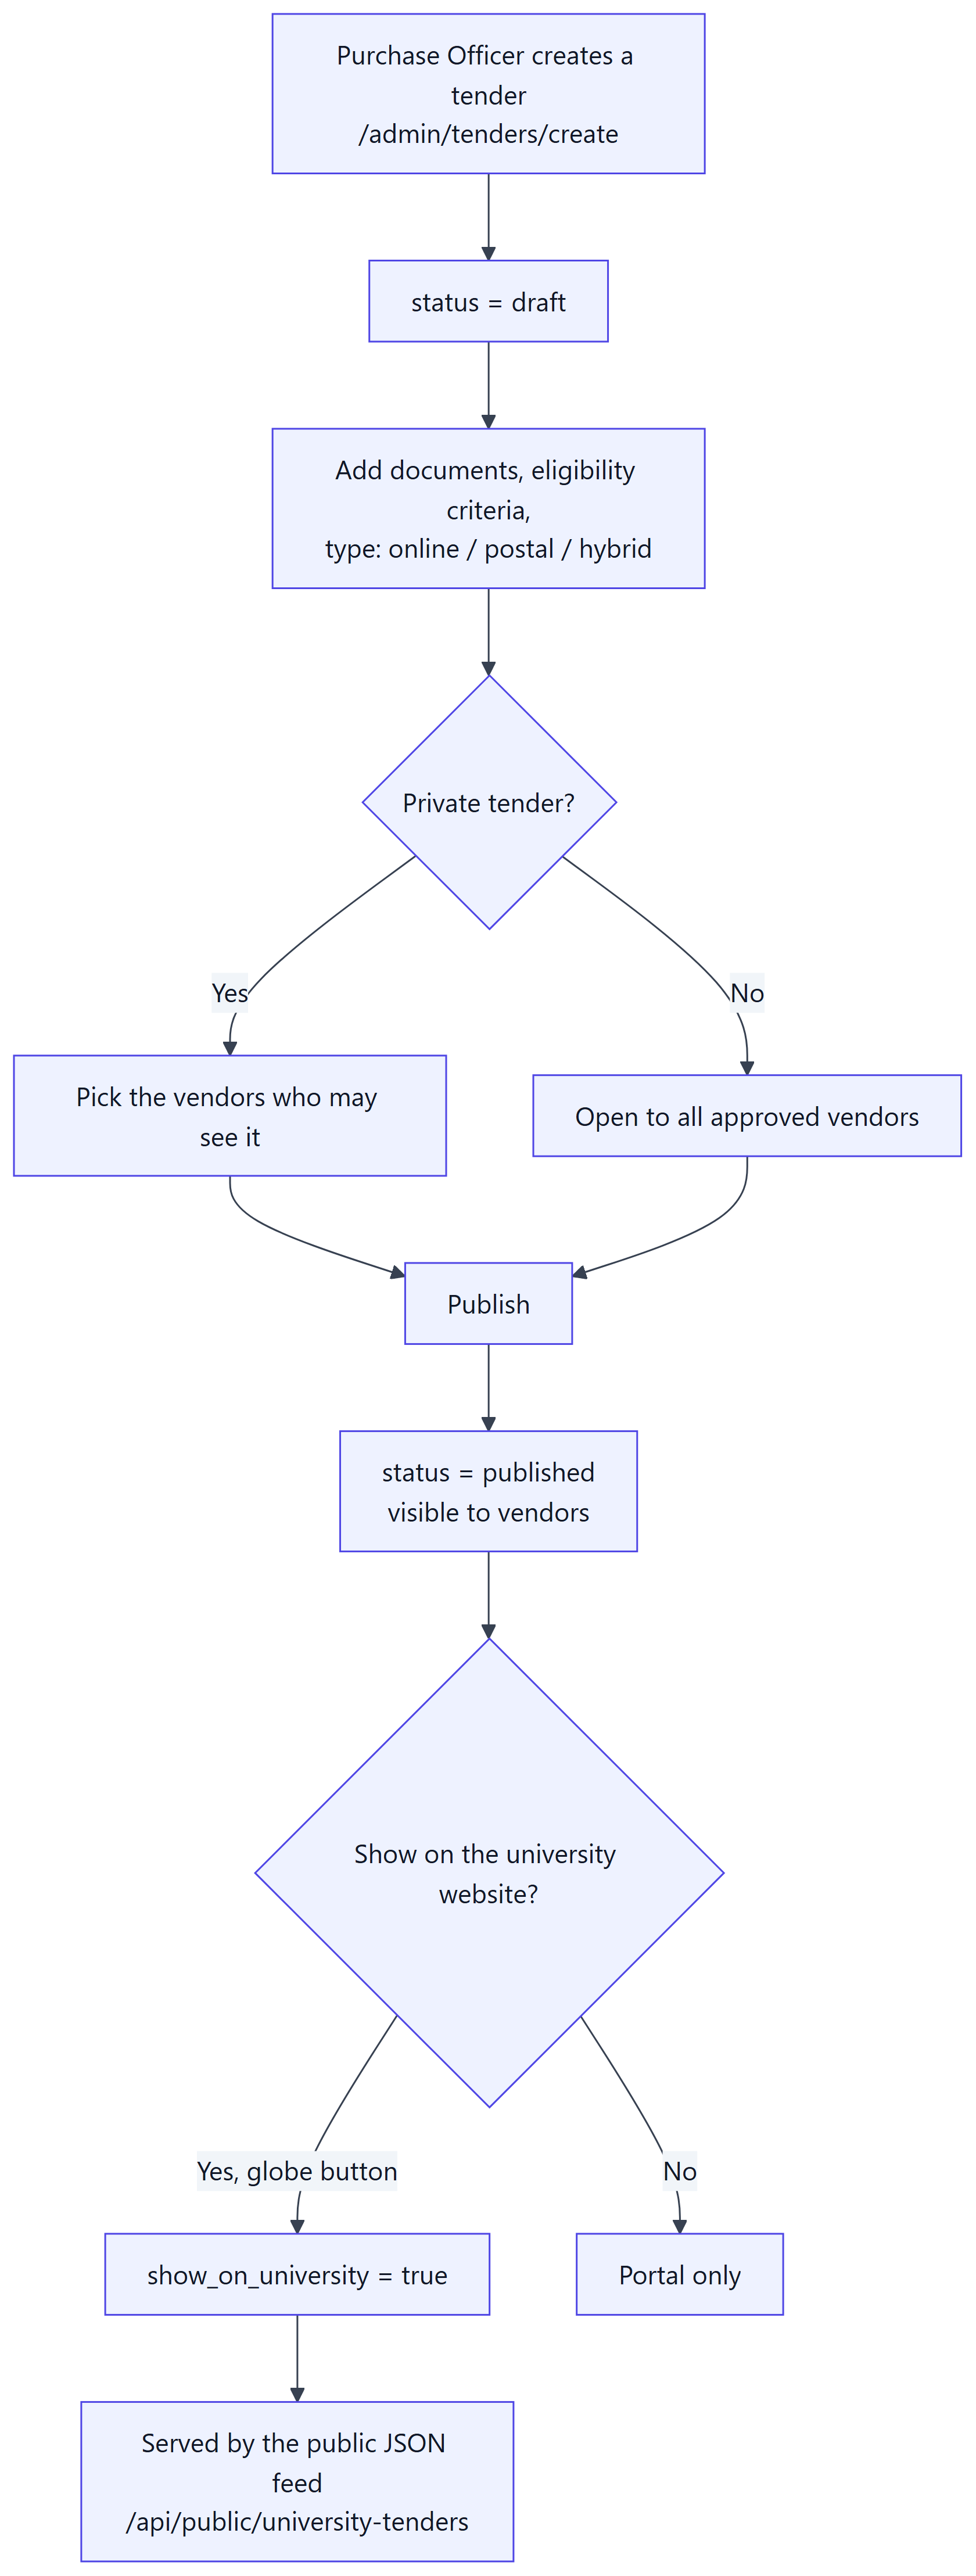 Purchase Officer creates a
tender
/admin/tenders/create
status = draft
Add documents, eligibility
criteria,
type: online / postal / hybrid
Private tender?
Yes
No
Pick the vendors who may
see it
Open to all approved vendors
Publish
status = published
visible to vendors
Show on the university
website?
Yes, globe button
No
show_on_university = true
Portal only
Served by the public JSON
feed
/api/public/university-tenders